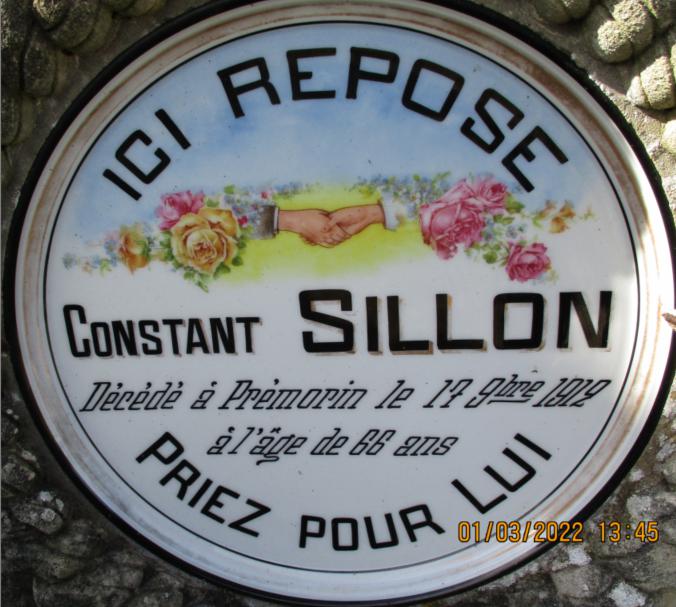 ICI REPOSE
CONSTANT SILLON
Décédé à Prémorin le 17 9bre 1912
à l'âge de 66 ans
PRIEZ POUR LUI
01/03/2022 13:45